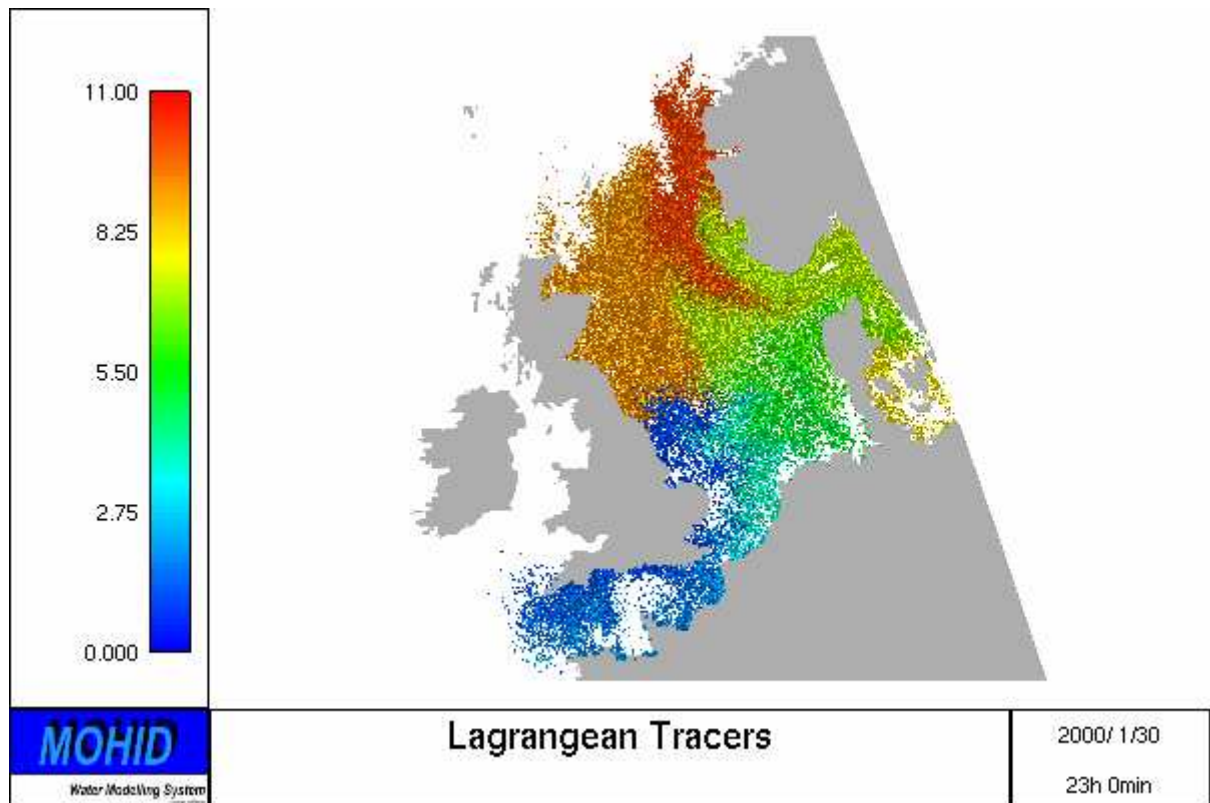 11.00
8.25
5.50
2.75
0.000
MOHID
Water Modelling System
Lagrangean Tracers
2000/ 1/30
23h 0min